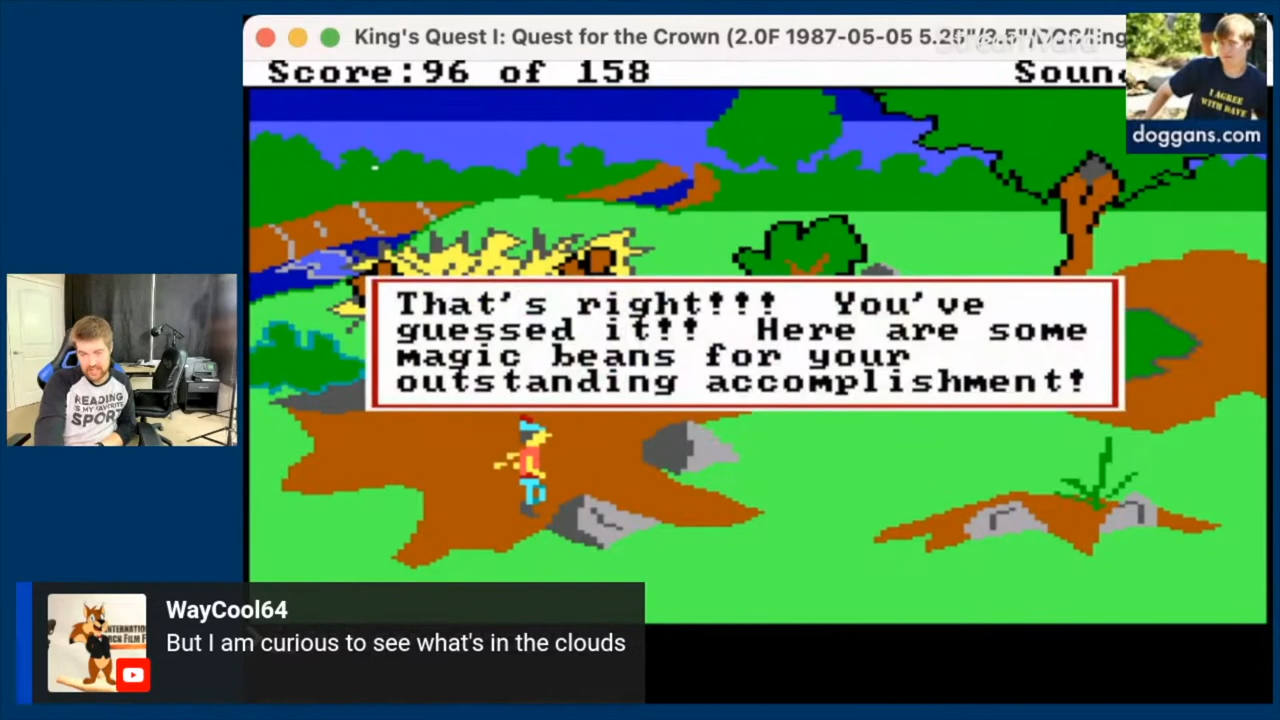 King's Quest I: Quest for the Crown (2.0F 1987-05-05 5.25"/3.5"/DOS/Eng
Score:96 of 158
Soun
I AGREE
WITH DAVE
doggans.com
That's right!!! You've
guessed it!! Here are some
magic beans for your
outstanding accomplishment!
READING
IS MY FAVORITE
SPORT
WayCool64
But I am curious to see what's in the clouds